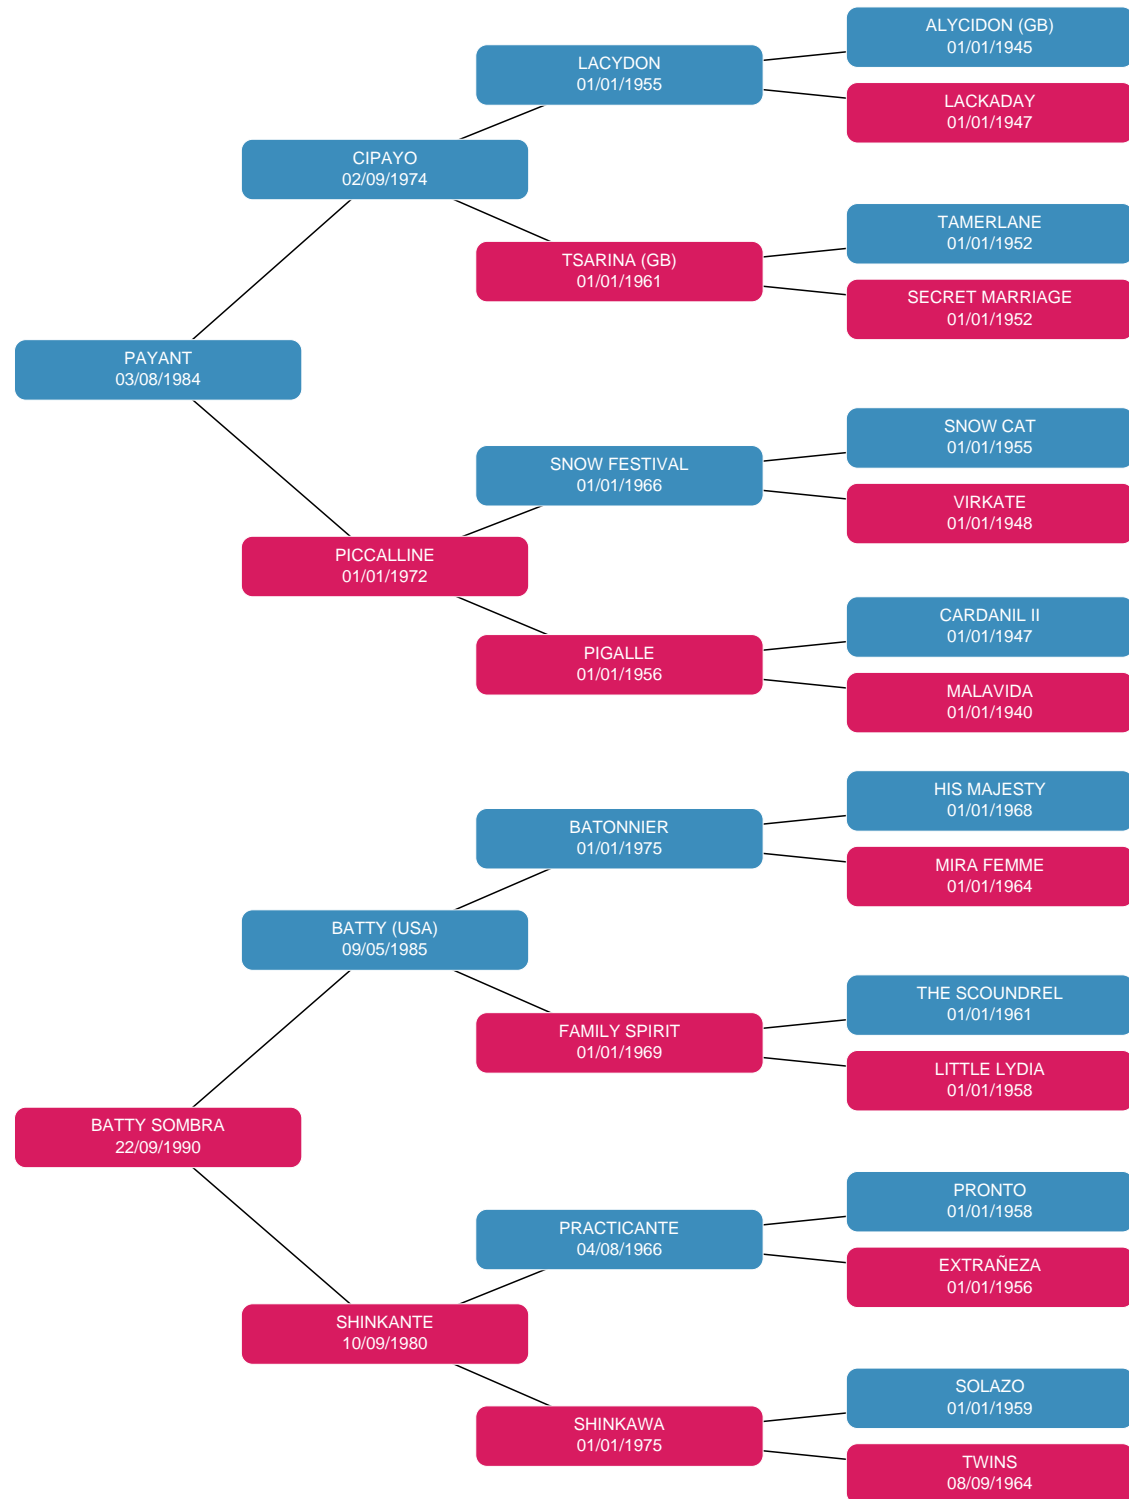 ALYCIDON (GB)
01/01/1945
LACYDON
01/01/1955
LACKADAY
01/01/1947
CIPAYO
02/09/1974
TAMERLANE
01/01/1952
TSARINA (GB)
01/01/1961
SECRET MARRIAGE
01/01/1952
PAYANT
03/08/1984
SNOW CAT
01/01/1955
SNOW FESTIVAL
01/01/1966
VIRKATE
01/01/1948
PICCALLINE
01/01/1972
CARDANIL II
01/01/1947
PIGALLE
01/01/1956
MALAVIDA
01/01/1940
HIS MAJESTY
01/01/1968
BATONNIER
01/01/1975
MIRA FEMME
01/01/1964
BATTY (USA)
09/05/1985
THE SCOUNDREL
01/01/1961
FAMILY SPIRIT
01/01/1969
LITTLE LYDIA
01/01/1958
BATTY SOMBRA
22/09/1990
PRONTO
01/01/1958
PRACTICANTE
04/08/1966
EXTRAÑEZA
01/01/1956
SHINKANTE
10/09/1980
SOLAZO
01/01/1959
SHINKAWA
01/01/1975
TWINS
08/09/1964